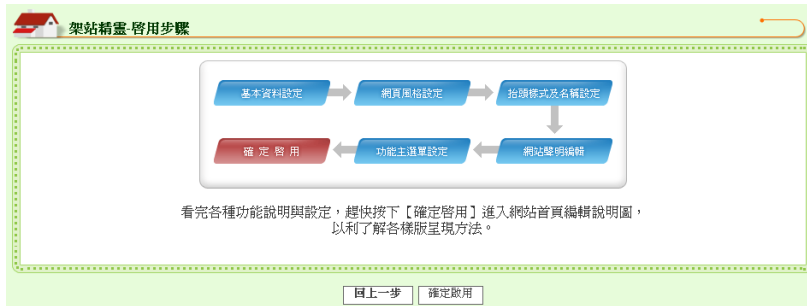 架站精靈-啓用步驟
基本資料設定
網頁風格設定
抬頭樣式及名稱設定
確 定 啓 用
功能主選單設定
網站聲明編輯
看完各種功能說明與設定，趕快按下【確定啓用】進入網站首頁編輯說明圖，
以利了解各樣版呈現方法。
回上一步
確定啟用